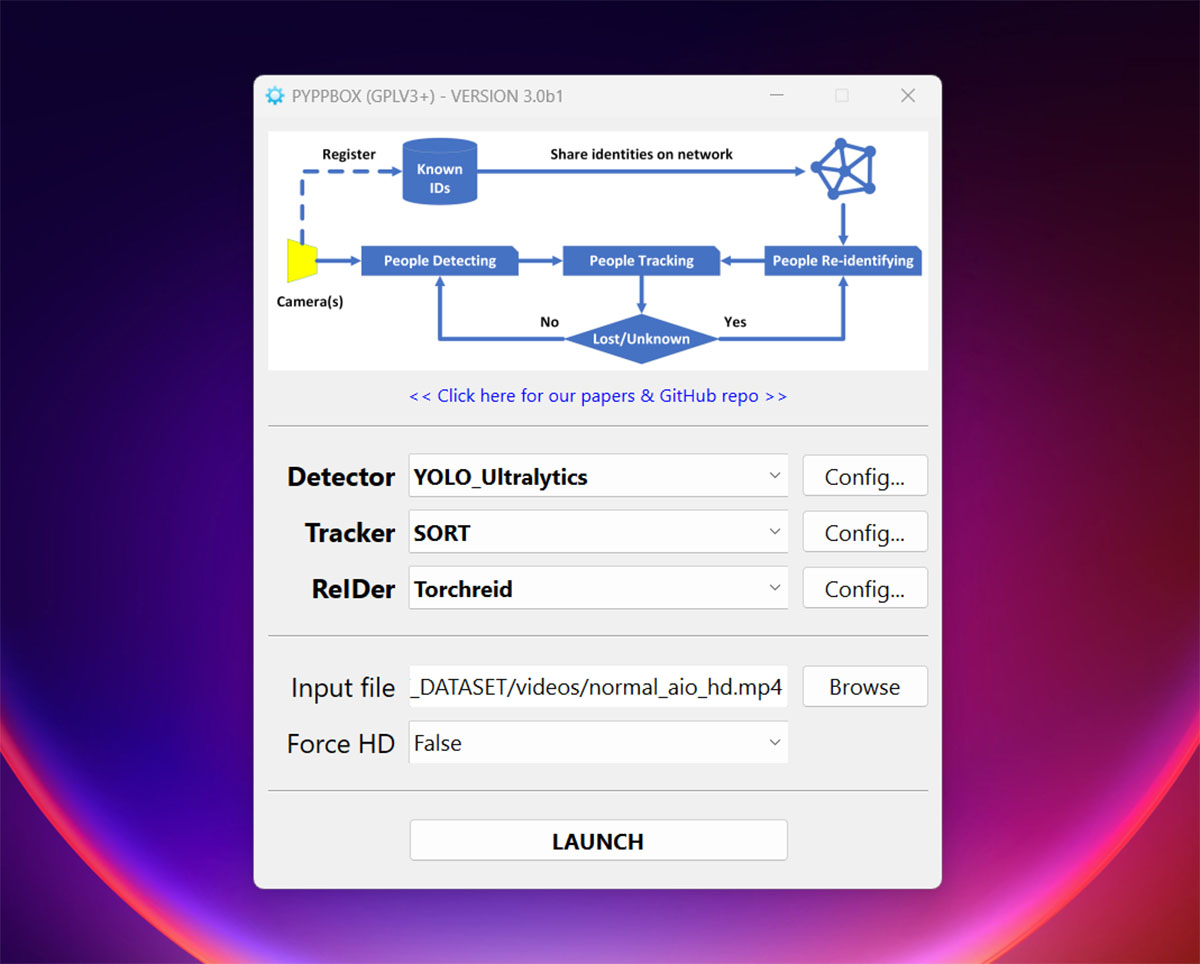 PYPPBOX (GPLV3+) - VERSION 3.0b1
Register
Known
IDs
Share identities on network
People Detecting
People Tracking
People Re-identifying
Camera(s)
No
Yes
Lost/Unknown
<< Click here for our papers & GitHub repo >>
Detector YOLO_Ultralytics Config...
Tracker SORT Config...
ReIDer Torchreid Config...
Input file _DATASET/videos/normal_aio_hd.mp4 Browse
Force HD False
LAUNCH